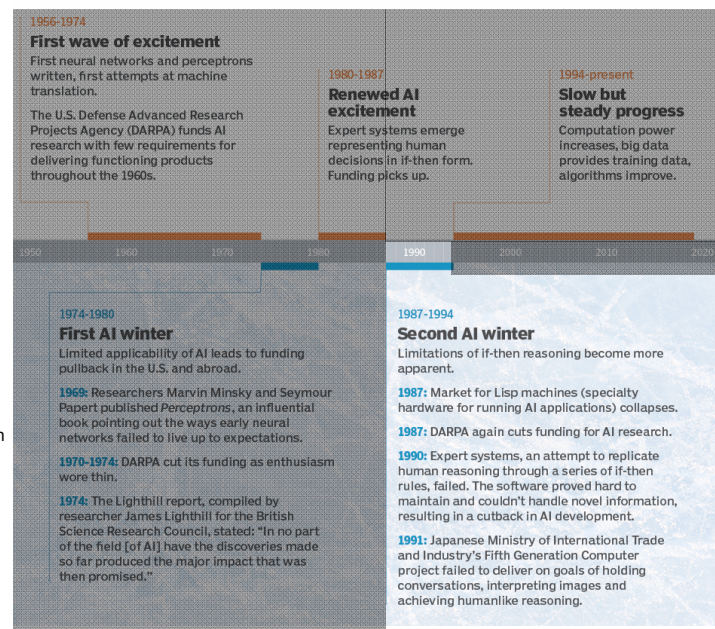 1956-1974
First wave of excitement
First neural networks and perceptrons
written, first attempts at machine
translation.
The U.S. Defense Advanced Research
Projects Agency (DARPA) funds AI
research with few requirements for
delivering functioning products
throughout the 1960s.
1980-1987
Renewed AI
excitement
Expert systems emerge
representing human
decisions in if-then form.
Funding picks up.
1994-present
Slow but
steady progress
Computation power
increases, big data
provides training data,
algorithms improve.
1950 1960 1970 1980 1990 2000 2010 2020
1974-1980
First AI winter
Limited applicability of AI leads to funding
pullback in the U.S. and abroad.
1969: Researchers Marvin Minsky and Seymour
Papert published Perceptrons, an influential
book pointing out the ways early neural
networks failed to live up to expectations.
1970-1974: DARPA cut its funding as enthusiasm
wore thin.
1974: The Lighthill report, compiled by
researcher James Lighthill for the British
Science Research Council, stated: “In no part
of the field [of AI] have the discoveries made
so far produced the major impact that was
then promised.”
1987-1994
Second AI winter
Limitations of if-then reasoning become more
apparent.
1987: Market for Lisp machines (specialty
hardware for running AI applications) collapses.
1987: DARPA again cuts funding for AI research.
1990: Expert systems, an attempt to replicate
human reasoning through a series of if-then
rules, failed. The software proved hard to
maintain and couldn’t handle novel information,
resulting in a cutback in AI development.
1991: Japanese Ministry of International Trade
and Industry’s Fifth Generation Computer
project failed to deliver on goals of holding
conversations, interpreting images and
achieving humanlike reasoning.